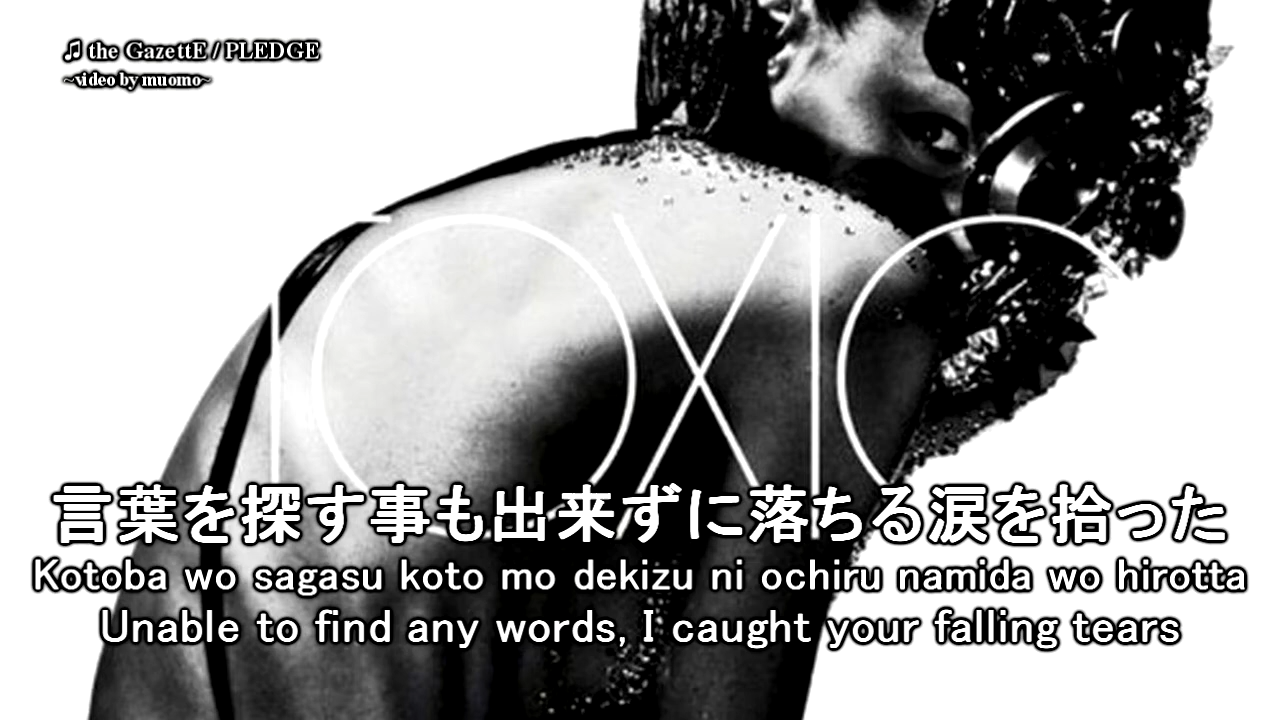 ♫ the GazettE / PLEDGE
~video by muomo~
TOXIC
言葉を探す事も出来ずに落ちる涙を拾った
Kotoba wo sagasu koto mo dekizu ni ochiru namida wo hirotta
Unable to find any words, I caught your falling tears